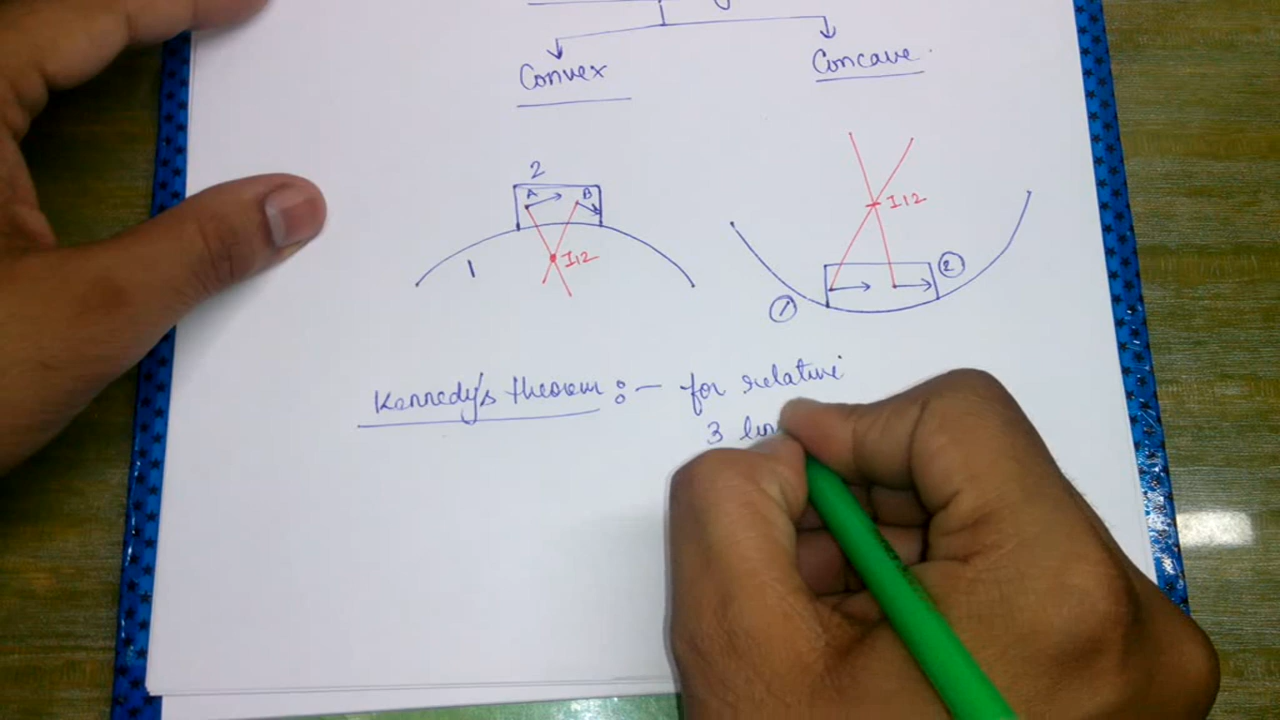 Convex
Concave.
2
A B
I12
1
I12
2
1
Kennedy's theorem :- for relative
3